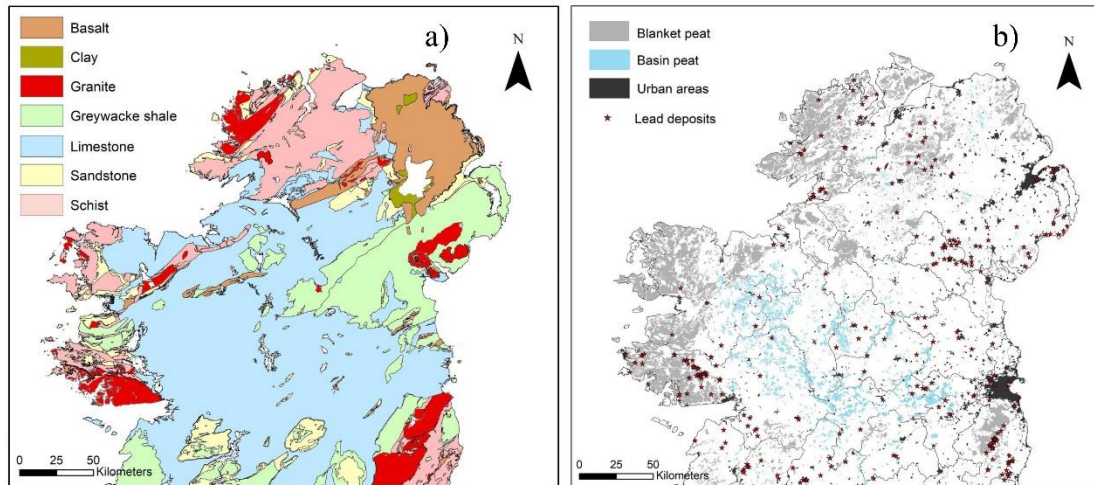 Basalt
Clay
Granite
Greywacke shale
Limestone
Sandstone
Schist
a)
N
0 25 50
Kilometers
Blanket peat
Basin peat
Urban areas
Lead deposits
b)
N
0 25 50
Kilometers